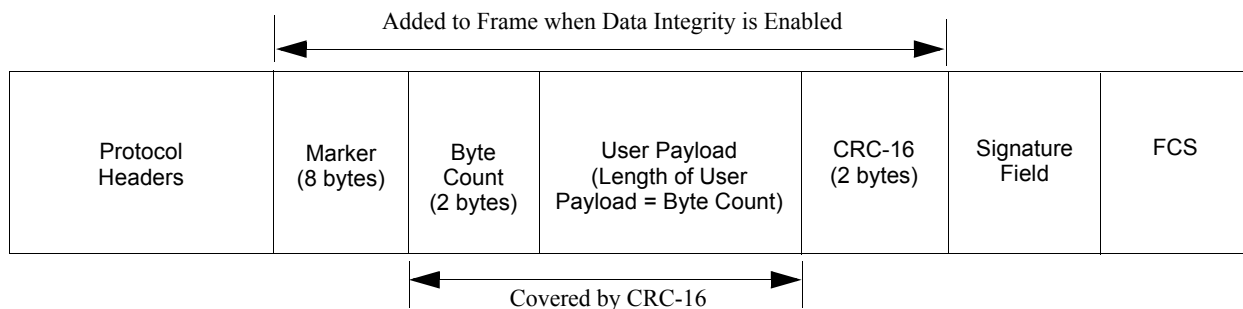 Added to Frame when Data Integrity is Enabled
Protocol
Headers
Marker
(8 bytes)
Byte
Count
(2 bytes)
User Payload
(Length of User
Payload = Byte Count)
CRC-16
(2 bytes)
Signature
Field
FCS
Covered by CRC-16